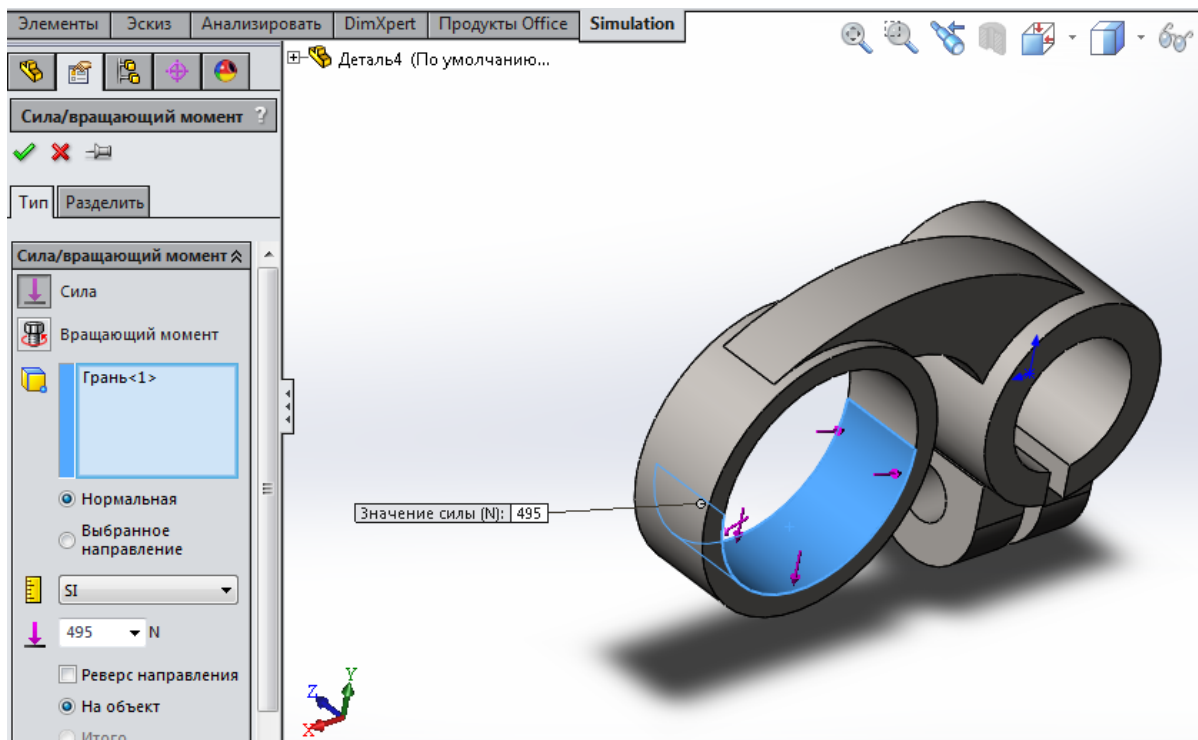 Элементы Эскиз Анализировать DimXpert Продукты Office Simulation
Деталь4 (По умолчанию...
Сила/вращающий момент ?
Тип Разделить
Сила/вращающий момент
Сила
Вращающий момент
Грань<1>
Нормальная
Выбранное
направление
Значение силы (N): 495
SI
495 N
Реверс направления
На объект
Итого
Y
Z
X